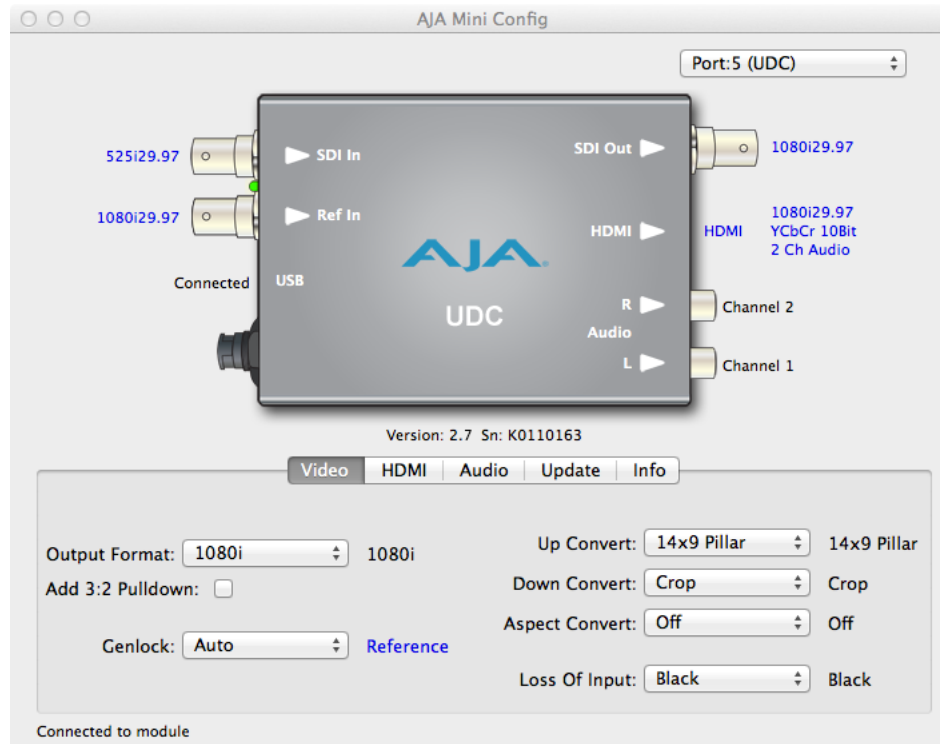 AJA Mini Config
Port:5 (UDC)
525i29.97
SDI In
SDI Out
1080i29.97
1080i29.97
Ref In
HDMI
HDMI
1080i29.97
YCbCr 10Bit
2 Ch Audio
AJA.
Connected
USB
UDC
R
Channel 2
Audio
L
Channel 1
Version: 2.7 Sn: K0110163
Video HDMI Audio Update Info
Output Format: 1080i 1080i
Add 3:2 Pulldown:
Genlock: Auto Reference
Up Convert: 14x9 Pillar 14x9 Pillar
Down Convert: Crop Crop
Aspect Convert: Off Off
Loss Of Input: Black Black
Connected to module